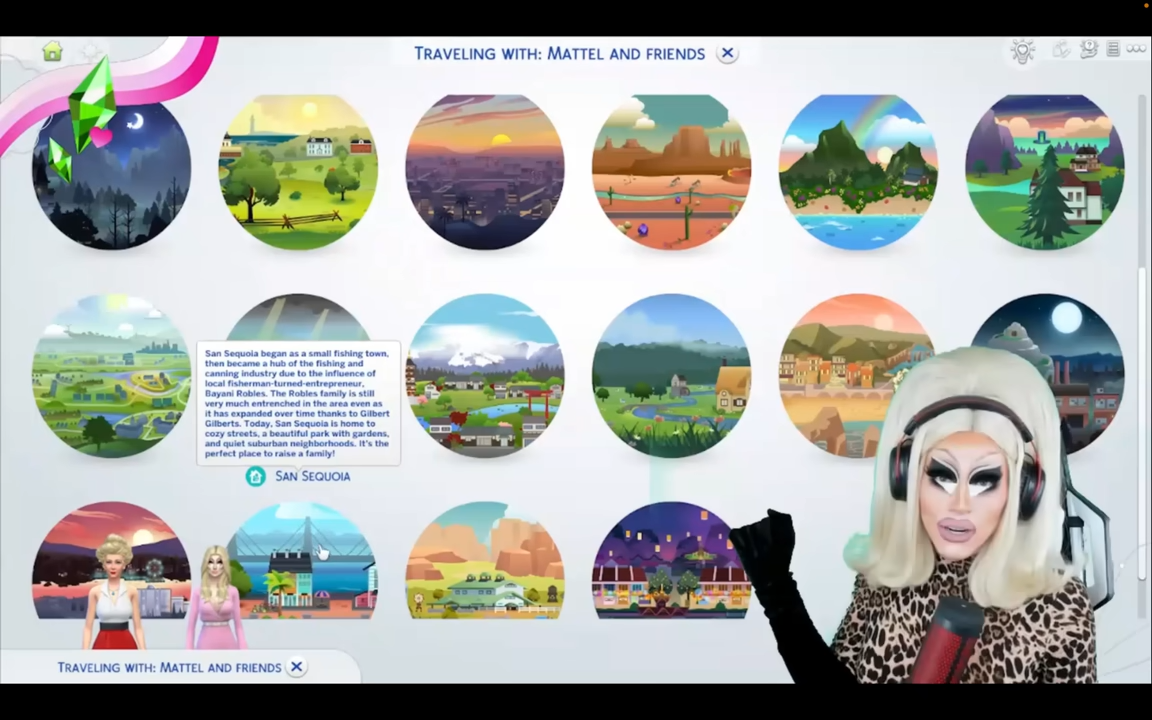 TRAVELING WITH: MATTEL AND FRIENDS
San Sequoia began as a small fishing town,
then became a hub of the fishing and
canning industry due to the influence of
local fisherman-turned-entrepreneur,
Bayani Robles. The Robles family is still
very much entrenched in the area even as
it has expanded over time thanks to Gilbert
Gilberts. Today, San Sequoia is home to
cozy streets, a beautiful park with gardens,
and quiet suburban neighborhoods. It's the
perfect place to raise a family!
SAN SEQUOIA
TRAVELING WITH: MATTEL AND FRIENDS